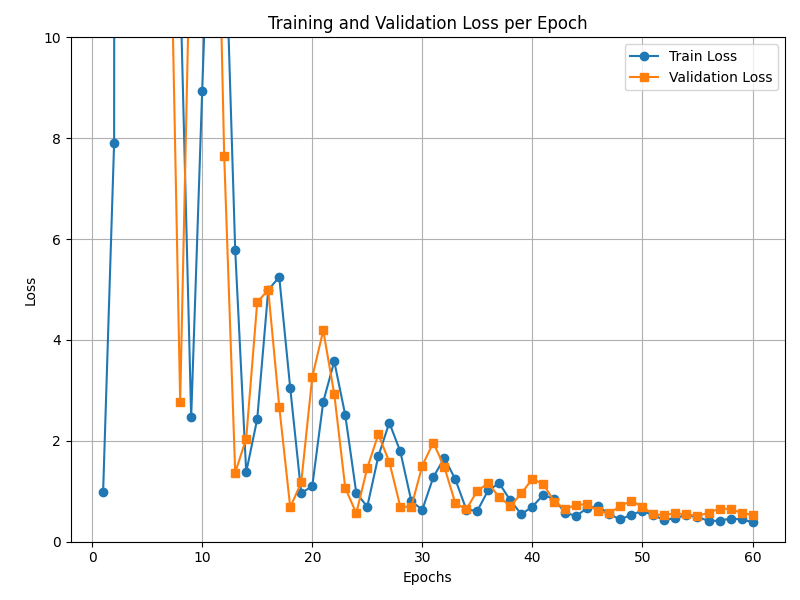 Training and Validation Loss per Epoch
Train Loss
Validation Loss
10
8
6
4
2
0
Loss
0 10 20 30 40 50 60
Epochs